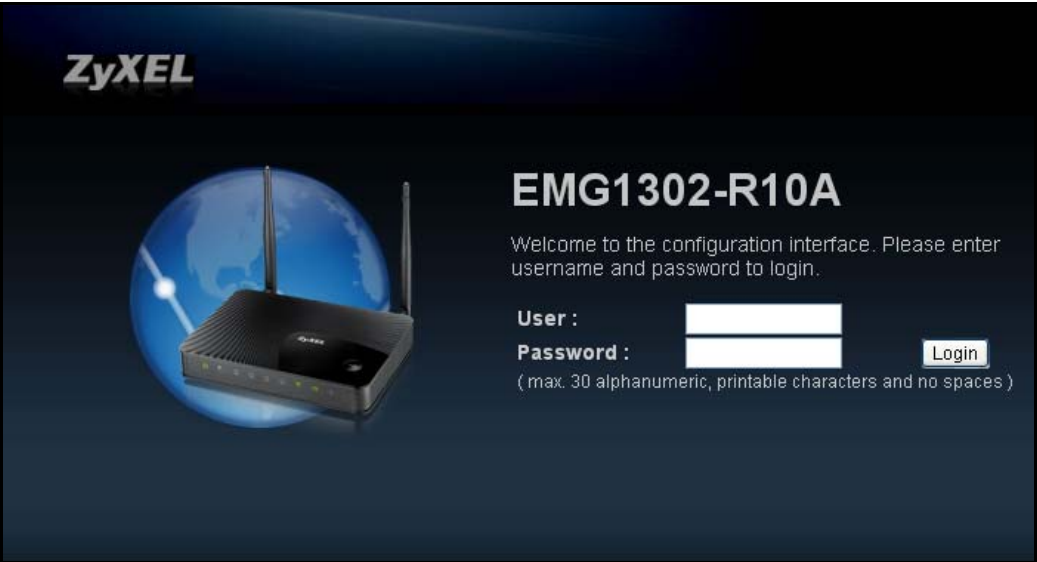 ZyXEL
EMG1302-R10A
Welcome to the configuration interface. Please enter
username and password to login.
User :
Password :
Login
( max. 30 alphanumeric, printable characters and no spaces )
ZyXEL